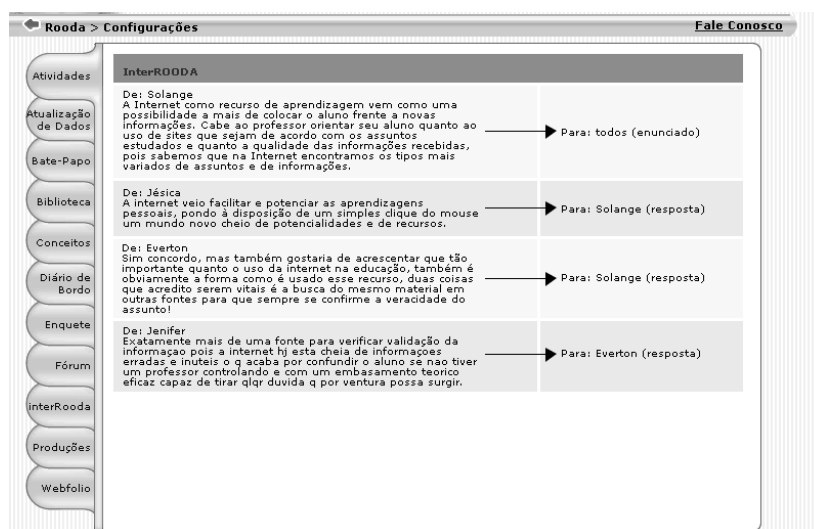 Rooda > Configurações
Fale Conosco
Atividades
Atualização
de Dados
Bate-Papo
Biblioteca
Conceitos
Diário de
Bordo
Enquete
Fórum
interRooda
Produções
Webfolio
InterROODA
De: Solange
A Internet como recurso de aprendizagem vem como uma
possibilidade a mais de colocar o aluno frente a novas
informações. Cabe ao professor orientar seu aluno quanto ao
uso de sites que sejam de acordo com os assuntos
estudados e quanto a qualidade das informações recebidas,
pois sabemos que na Internet encontramos os tipos mais
variados de assuntos e de informações.
Para: todos (enunciado)
De: Jésica
A internet veio facilitar e potenciar as aprendizagens
pessoais, pondo à disposição de um simples clique do mouse
um mundo novo cheio de potencialidades e de recursos.
Para: Solange (resposta)
De: Everton
Sim concordo, mas também gostaria de acrescentar que tão
importante quanto o uso da internet na educação, também é
obviamente a forma como é usado esse recurso, duas coisas
que acredito serem vitais é a busca do mesmo material em
outras fontes para que sempre se confirme a veracidade do
assunto!
Para: Solange (resposta)
De: Jenifer
Exatamente mais de uma fonte para verificar validação da
informaçao pois a internet hj esta cheia de informaçoes
erradas e inuteis o q acaba por confundir o aluno se nao tiver
um professor controlando e com um embasamento teorico
eficaz capaz de tirar qlqr duvida q por ventura possa surgir.
Para: Everton (resposta)